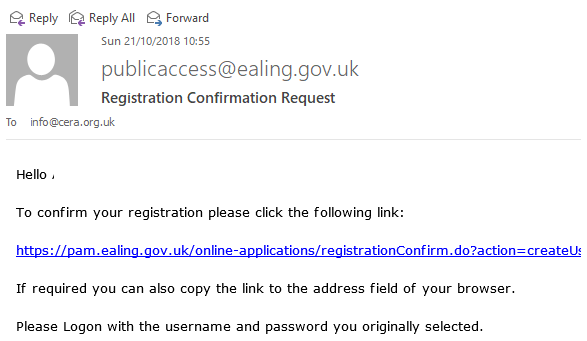 Reply Reply All Forward
Sun 21/10/2018 10:55
publicaccess@ealing.gov.uk
Registration Confirmation Request
To info@cera.org.uk
Hello
To confirm your registration please click the following link:
https://pam.ealing.gov.uk/online-applications/registrationConfirm.do?action=createUs
If required you can also copy the link to the address field of your browser.
Please Logon with the username and password you originally selected.